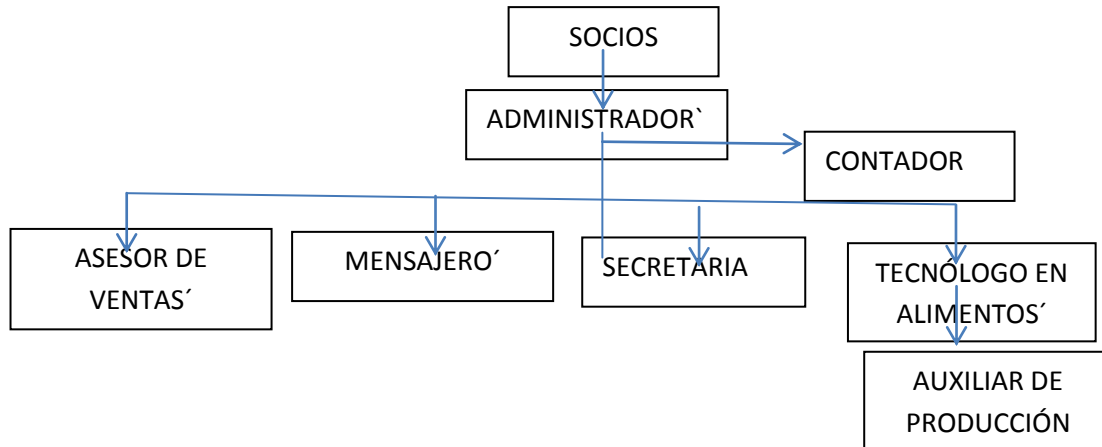 SOCIOS
ADMINISTRADOR`
CONTADOR
ASESOR DE
VENTAS´
MENSAJERO´
SECRETARIA
TECNÓLOGO EN
ALIMENTOS´
AUXILIAR DE
PRODUCCIÓN